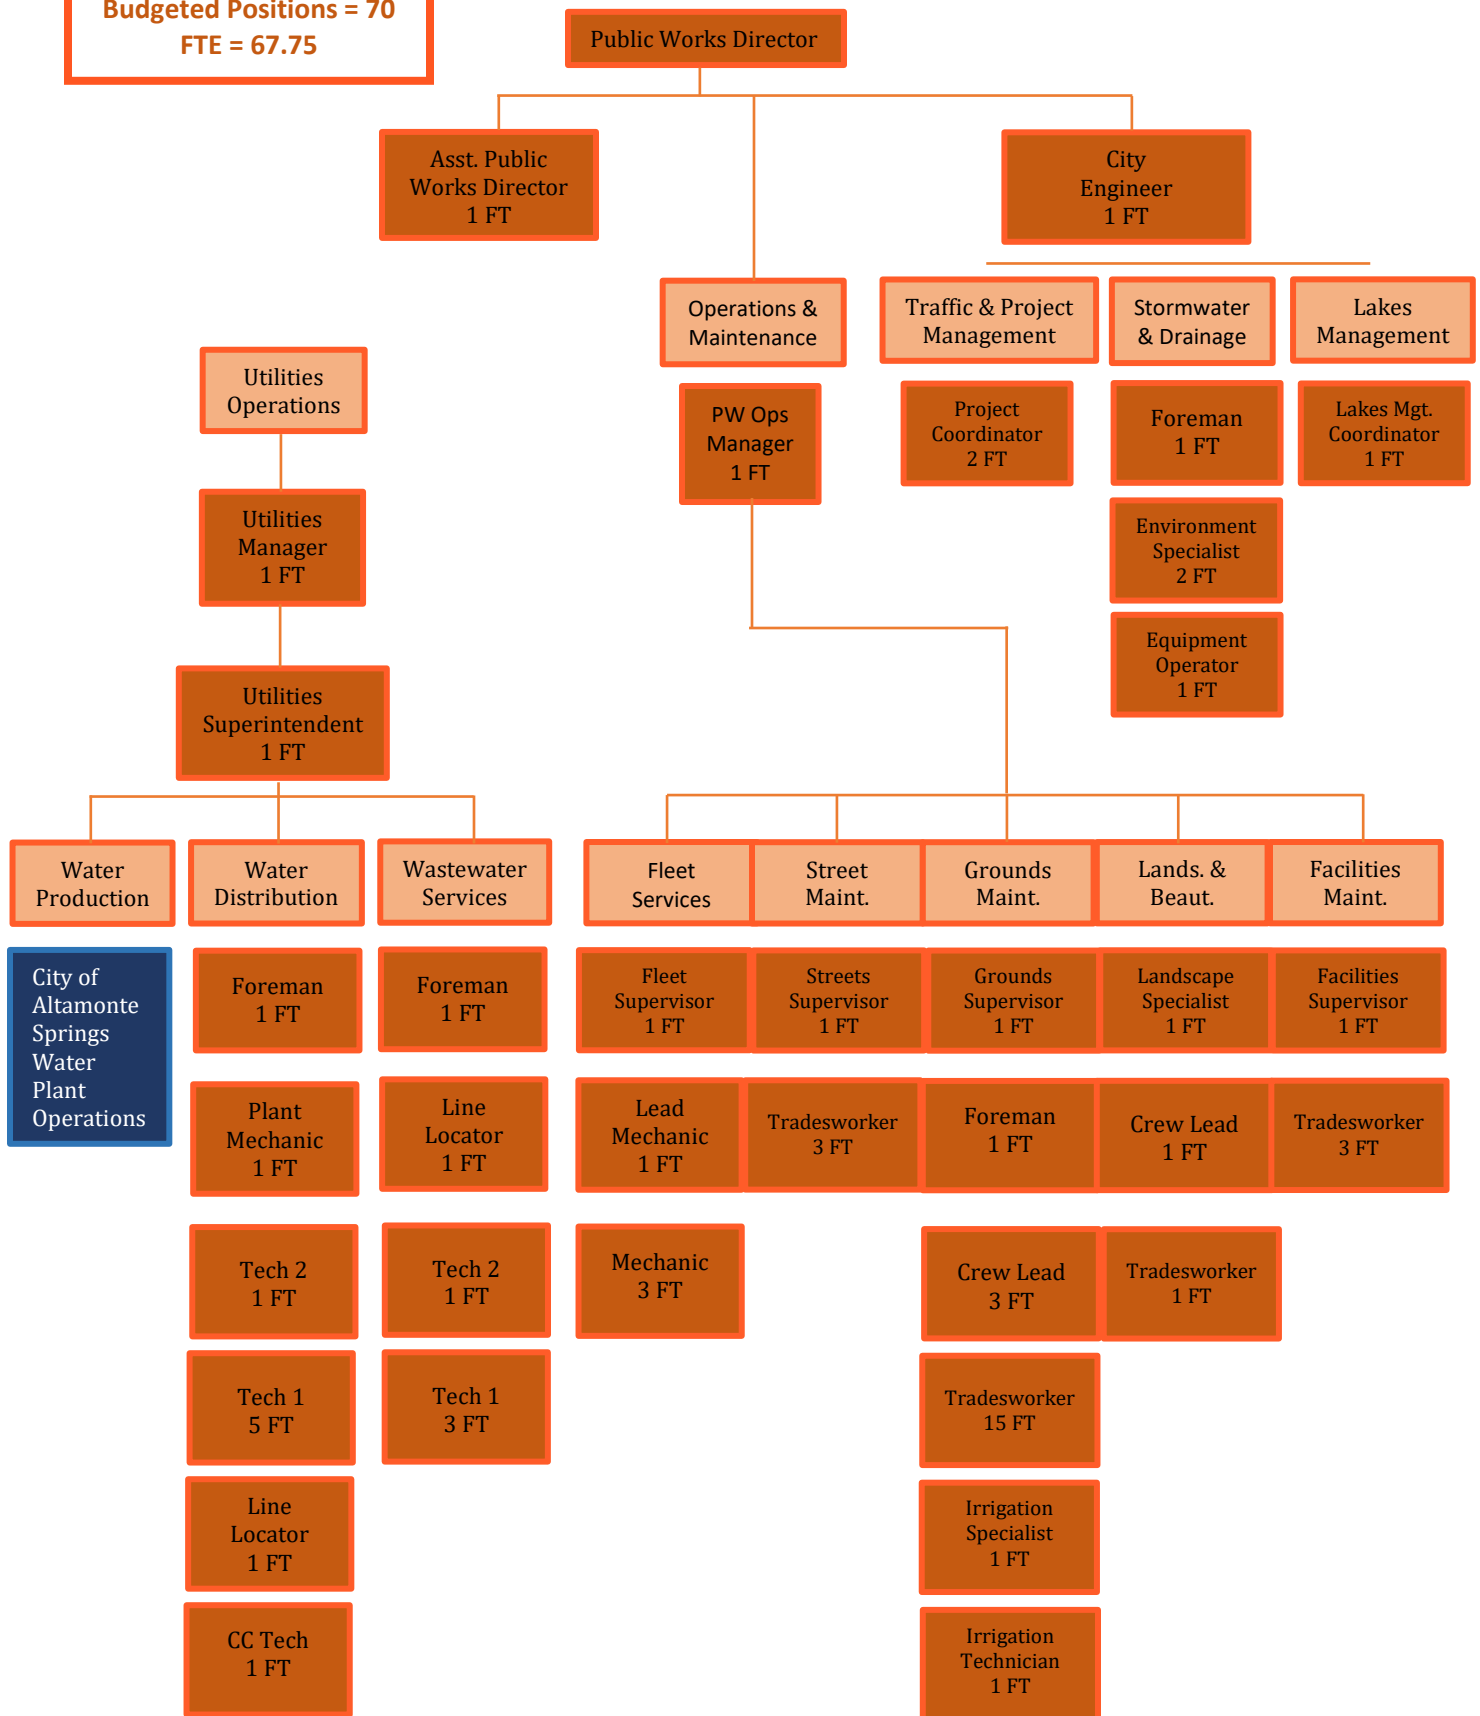 Budgeted Positions = 70
FTE = 67.75
Public Works Director
Asst. Public
Works Director
1 FT
City
Engineer
1 FT
Operations &
Maintenance
Traffic & Project
Management
Stormwater
& Drainage
Lakes
Management
Utilities
Operations
PW Ops
Manager
1 FT
Project
Coordinator
2 FT
Foreman
1 FT
Lakes Mgt.
Coordinator
1 FT
Utilities
Manager
1 FT
Environment
Specialist
2 FT
Equipment
Operator
1 FT
Utilities
Superintendent
1 FT
Water
Production
Water
Distribution
Wastewater
Services
Fleet
Services
Street
Maint.
Grounds
Maint.
Lands. &
Beaut.
Facilities
Maint.
City of
Altamonte
Springs
Water
Plant
Operations
Foreman
1 FT
Foreman
1 FT
Fleet
Supervisor
1 FT
Streets
Supervisor
1 FT
Grounds
Supervisor
1 FT
Landscape
Specialist
1 FT
Facilities
Supervisor
1 FT
Plant
Mechanic
1 FT
Line
Locator
1 FT
Lead
Mechanic
1 FT
Tradesworker
3 FT
Foreman
1 FT
Crew Lead
1 FT
Tradesworker
3 FT
Tech 2
1 FT
Tech 2
1 FT
Mechanic
3 FT
Crew Lead
3 FT
Tradesworker
1 FT
Tech 1
5 FT
Tech 1
3 FT
Tradesworker
15 FT
Line
Locator
1 FT
Irrigation
Specialist
1 FT
CC Tech
1 FT
Irrigation
Technician
1 FT